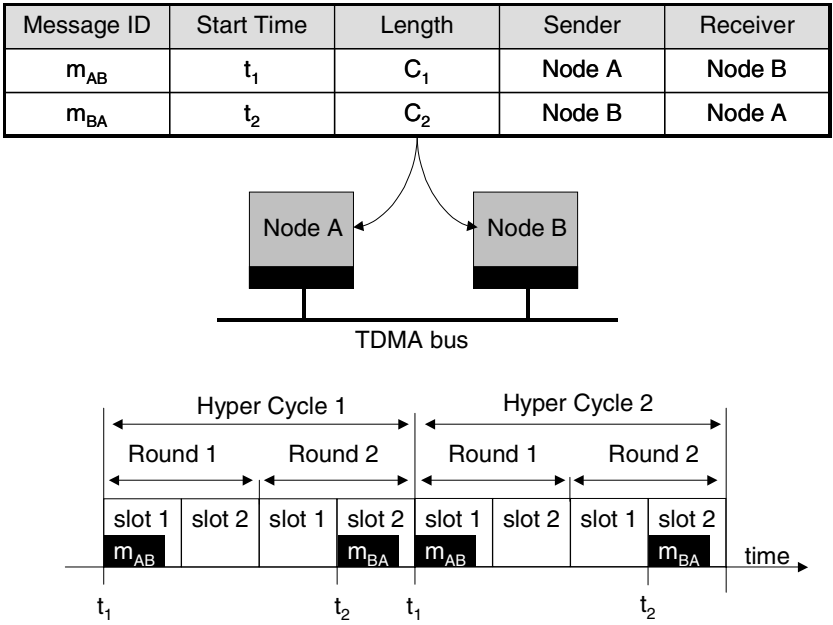 Message ID Start Time Length Sender Receiver
m_AB t_1 C_1 Node A Node B
m_BA t_2 C_2 Node B Node A
Node A Node B
TDMA bus
Hyper Cycle 1 Hyper Cycle 2
Round 1 Round 2 Round 1 Round 2
slot 1 slot 2 slot 1 slot 2 slot 1 slot 2 slot 1 slot 2
m_AB m_BA m_AB m_BA time
t_1 t_2 t_1 t_2